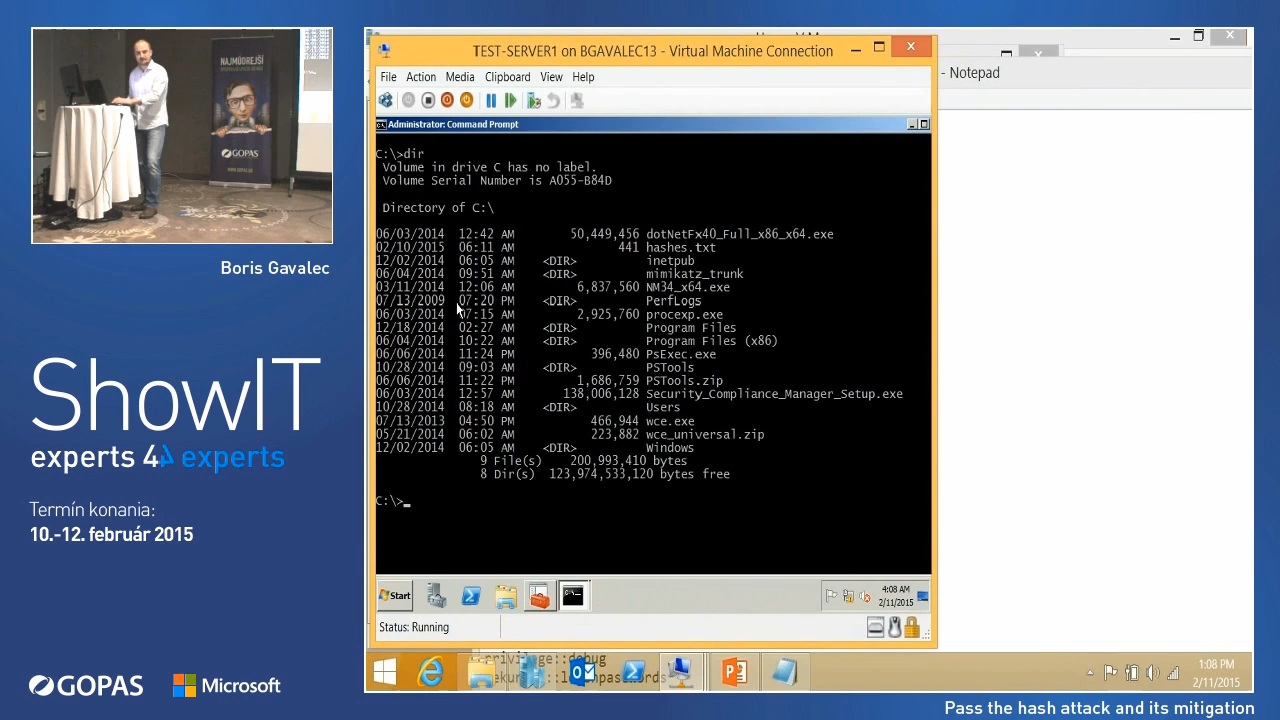 NAJMÚDREJŠÍ
GOPAS
Boris Gavalec
ShowIT
experts 4 experts
Termín konania:
10.-12. február 2015
GOPAS
Microsoft
TEST-SERVER1 on BGAVALEC13 - Virtual Machine Connection
- Notepad
File Action Media Clipboard View Help
Administrator: Command Prompt
C:\>dir
Volume in drive C has no label.
Volume Serial Number is A055-B84D
Directory of C:\
06/03/2014 12:42 AM 50,449,456 dotNetFx40_Full_x86_x64.exe
02/10/2015 06:11 AM 441 hashes.txt
12/02/2014 06:05 AM <DIR> inetpub
06/04/2014 09:51 AM <DIR> mimikatz_trunk
03/11/2014 12:06 AM 6,837,560 NM34_x64.exe
07/13/2009 07:20 PM <DIR> PerfLogs
06/03/2014 07:15 AM 2,925,760 procexp.exe
12/18/2014 02:27 AM <DIR> Program Files
06/04/2014 10:22 AM <DIR> Program Files (x86)
06/06/2014 11:24 PM 396,480 PsExec.exe
10/28/2014 09:03 AM <DIR> PSTools
06/06/2014 11:22 PM 1,686,759 PSTools.zip
06/03/2014 12:57 AM 138,006,128 Security_Compliance_Manager_Setup.exe
10/28/2014 08:18 AM <DIR> Users
07/13/2013 04:50 PM 466,944 wce.exe
05/21/2014 06:02 AM 223,882 wce_universal.zip
12/02/2014 06:05 AM <DIR> Windows
9 File(s) 200,993,410 bytes
8 Dir(s) 123,974,533,120 bytes free
C:\>_
Start
4:08 AM
2/11/2015
Status: Running
privilege::debug
1:08 PM
2/11/2015
Pass the hash attack and its mitigation